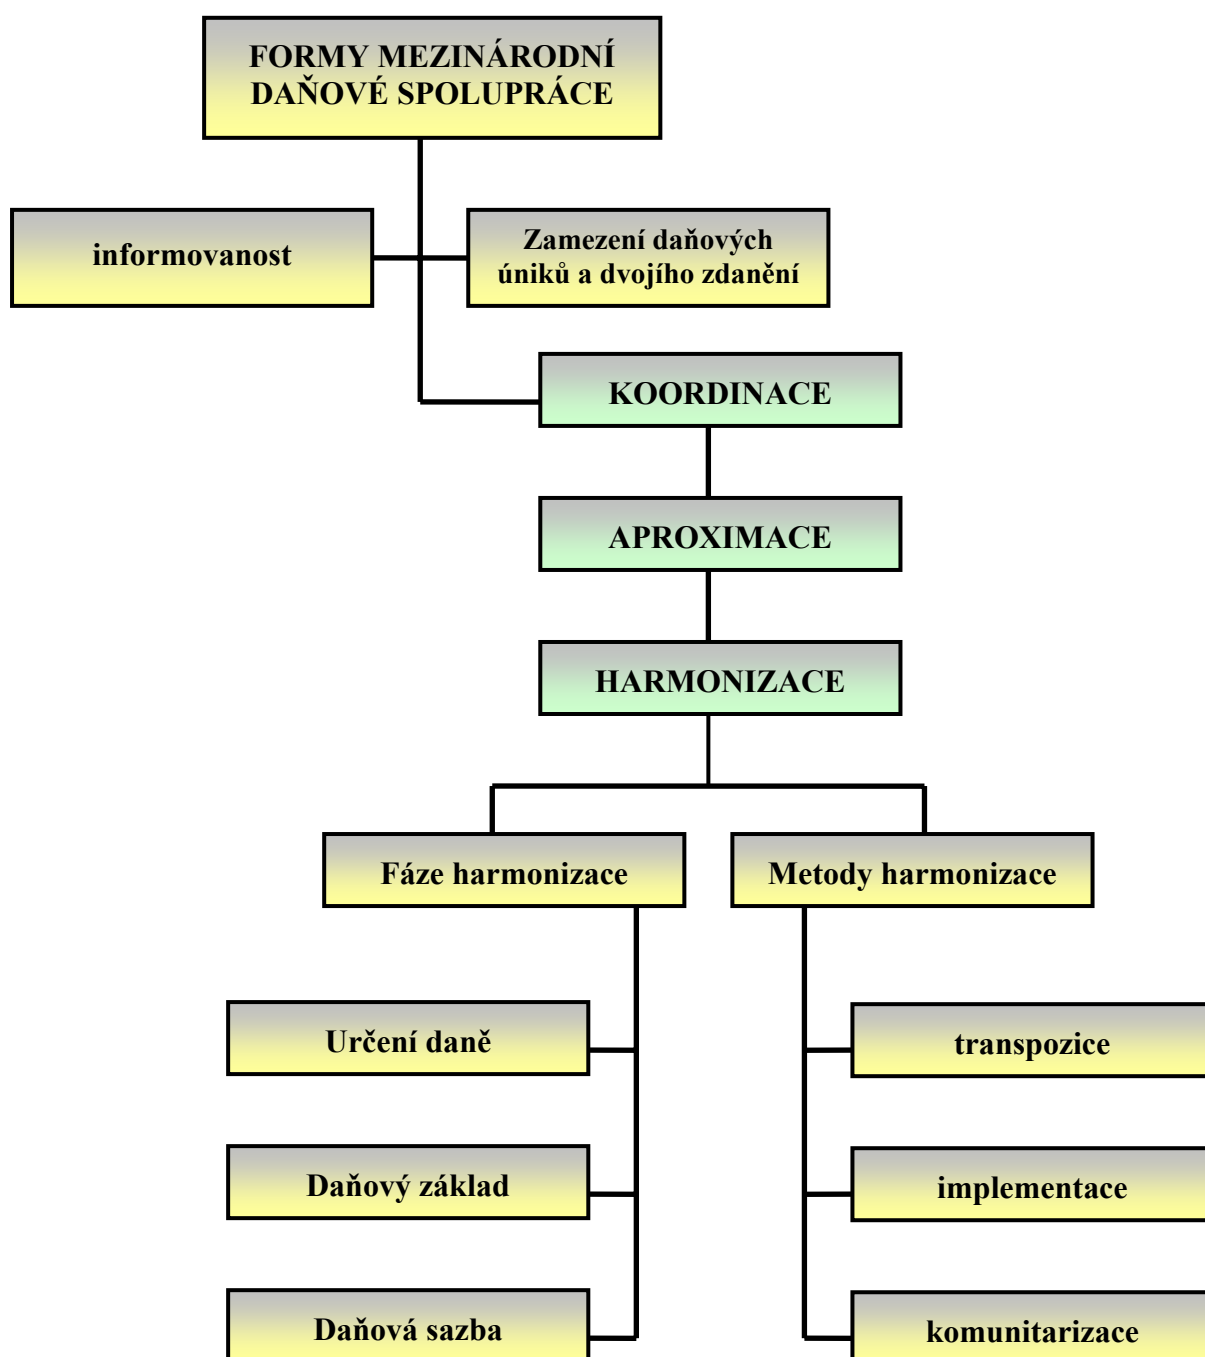 FORMY MEZINÁRODNÍ
DAŇOVÉ SPOLUPRÁCE
informovanost
Zamezení daňových
úniků a dvojího zdanění
KOORDINACE
APROXIMACE
HARMONIZACE
Fáze harmonizace
Metody harmonizace
Určení daně
transpozice
Daňový základ
implementace
Daňová sazba
komunitarizace